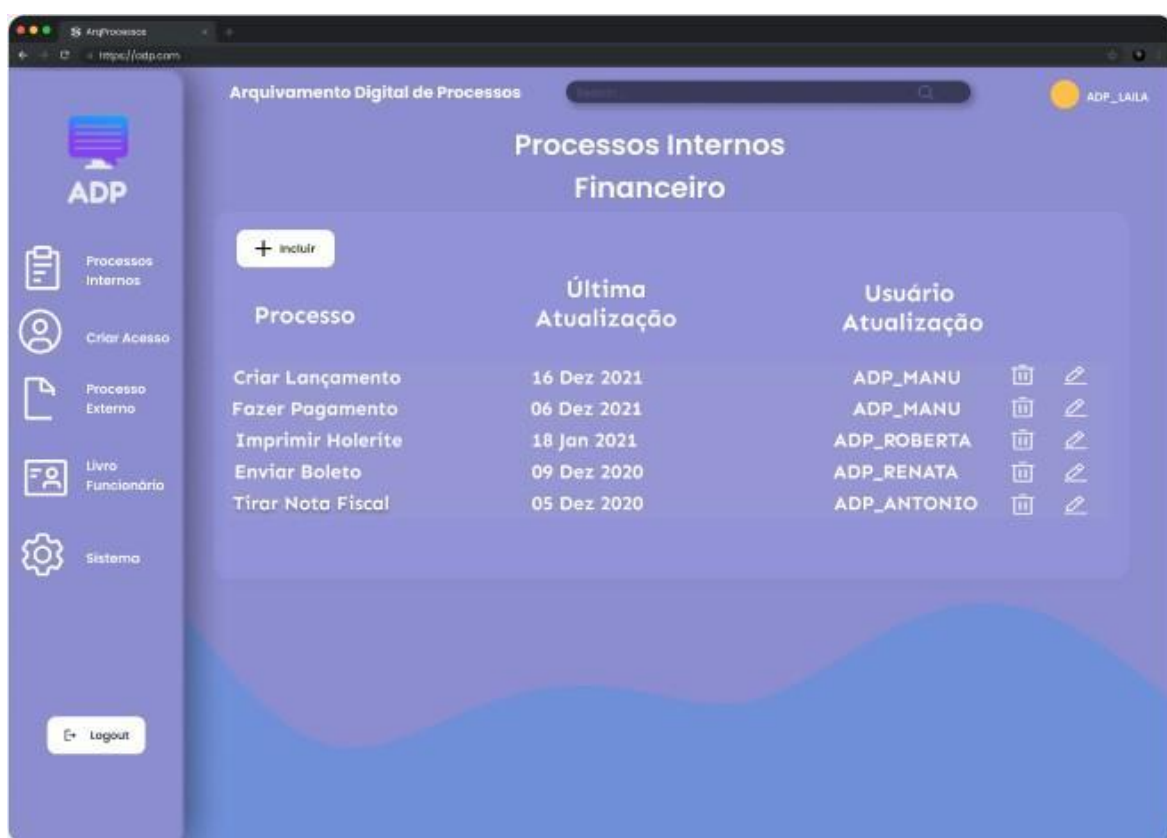 ArqProcessos
https://adp.com
Arquivamento Digital de Processos
Search...
ADP_LAILA
ADP
Processos Internos
Financeiro
Processos
Internos
Criar Acesso
Processo
Externo
Livro
Funcionário
Sistema
Logout
Incluir
Processo Última Atualização Usuário Atualização
Criar Lançamento 16 Dez 2021 ADP_MANU
Fazer Pagamento 06 Dez 2021 ADP_MANU
Imprimir Holerite 18 Jan 2021 ADP_ROBERTA
Enviar Boleto 09 Dez 2020 ADP_RENATA
Tirar Nota Fiscal 05 Dez 2020 ADP_ANTONIO